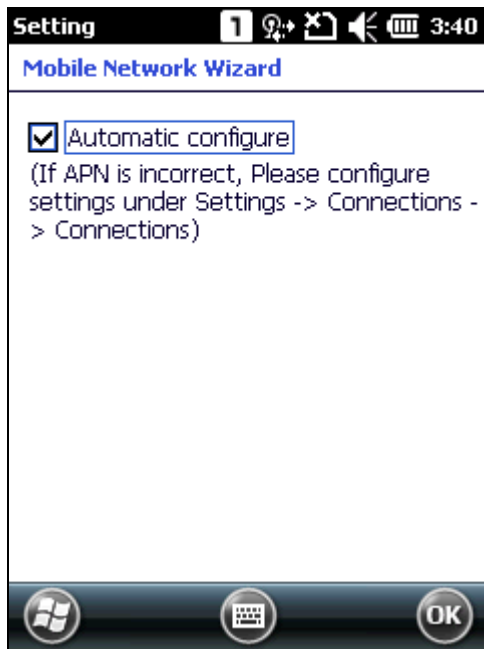 Setting 1 3:40
Mobile Network Wizard
Automatic configure
(If APN is incorrect, Please configure
settings under Settings -> Connections -
> Connections)
OK